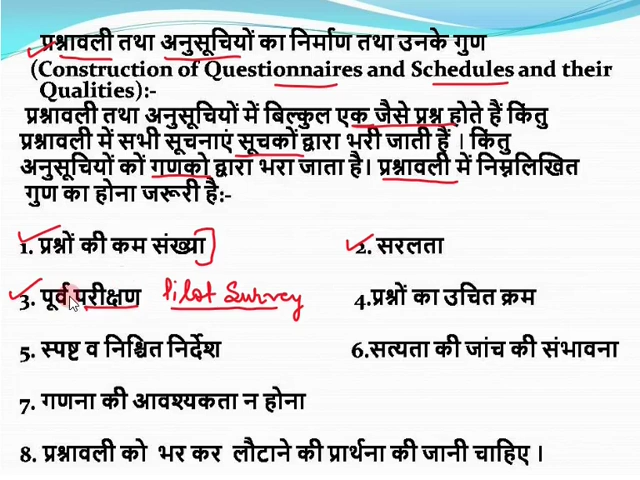 प्रश्नावली तथा अनुसूचियों का निर्माण तथा उनके गुण
(Construction of Questionnaires and Schedules and their
Qualities):-
प्रश्नावली तथा अनुसूचियों में बिल्कुल एक जैसे प्रश्न होते हैं किंतु
प्रश्नावली में सभी सूचनाएं सूचकों द्वारा भरी जाती हैं । किंतु
अनुसूचियों कों गणको द्वारा भरा जाता है। प्रश्नावली में निम्नलिखित
गुण का होना जरूरी है:-
1. प्रश्नों की कम संख्या 2. सरलता
3. पूर्व परीक्षण Pilot Survey 4.प्रश्नों का उचित क्रम
5. स्पष्ट व निश्चित निर्देश 6.सत्यता की जांच की संभावना
7. गणना की आवश्यकता न होना
8. प्रश्नावली को भर कर लौटाने की प्रार्थना की जानी चाहिए ।